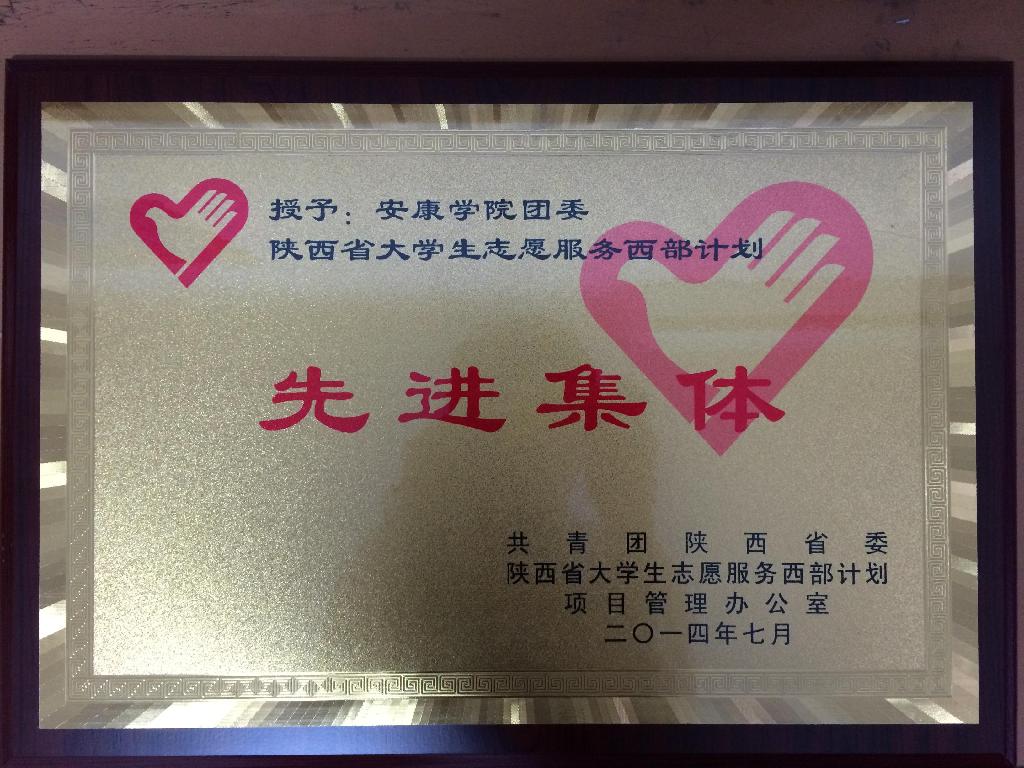 授予：安康学院团委
陕西省大学生志愿服务西部计划
先进集体
共青团陕西省委
陕西省大学生志愿服务西部计划
项目管理办公室
二〇一四年七月